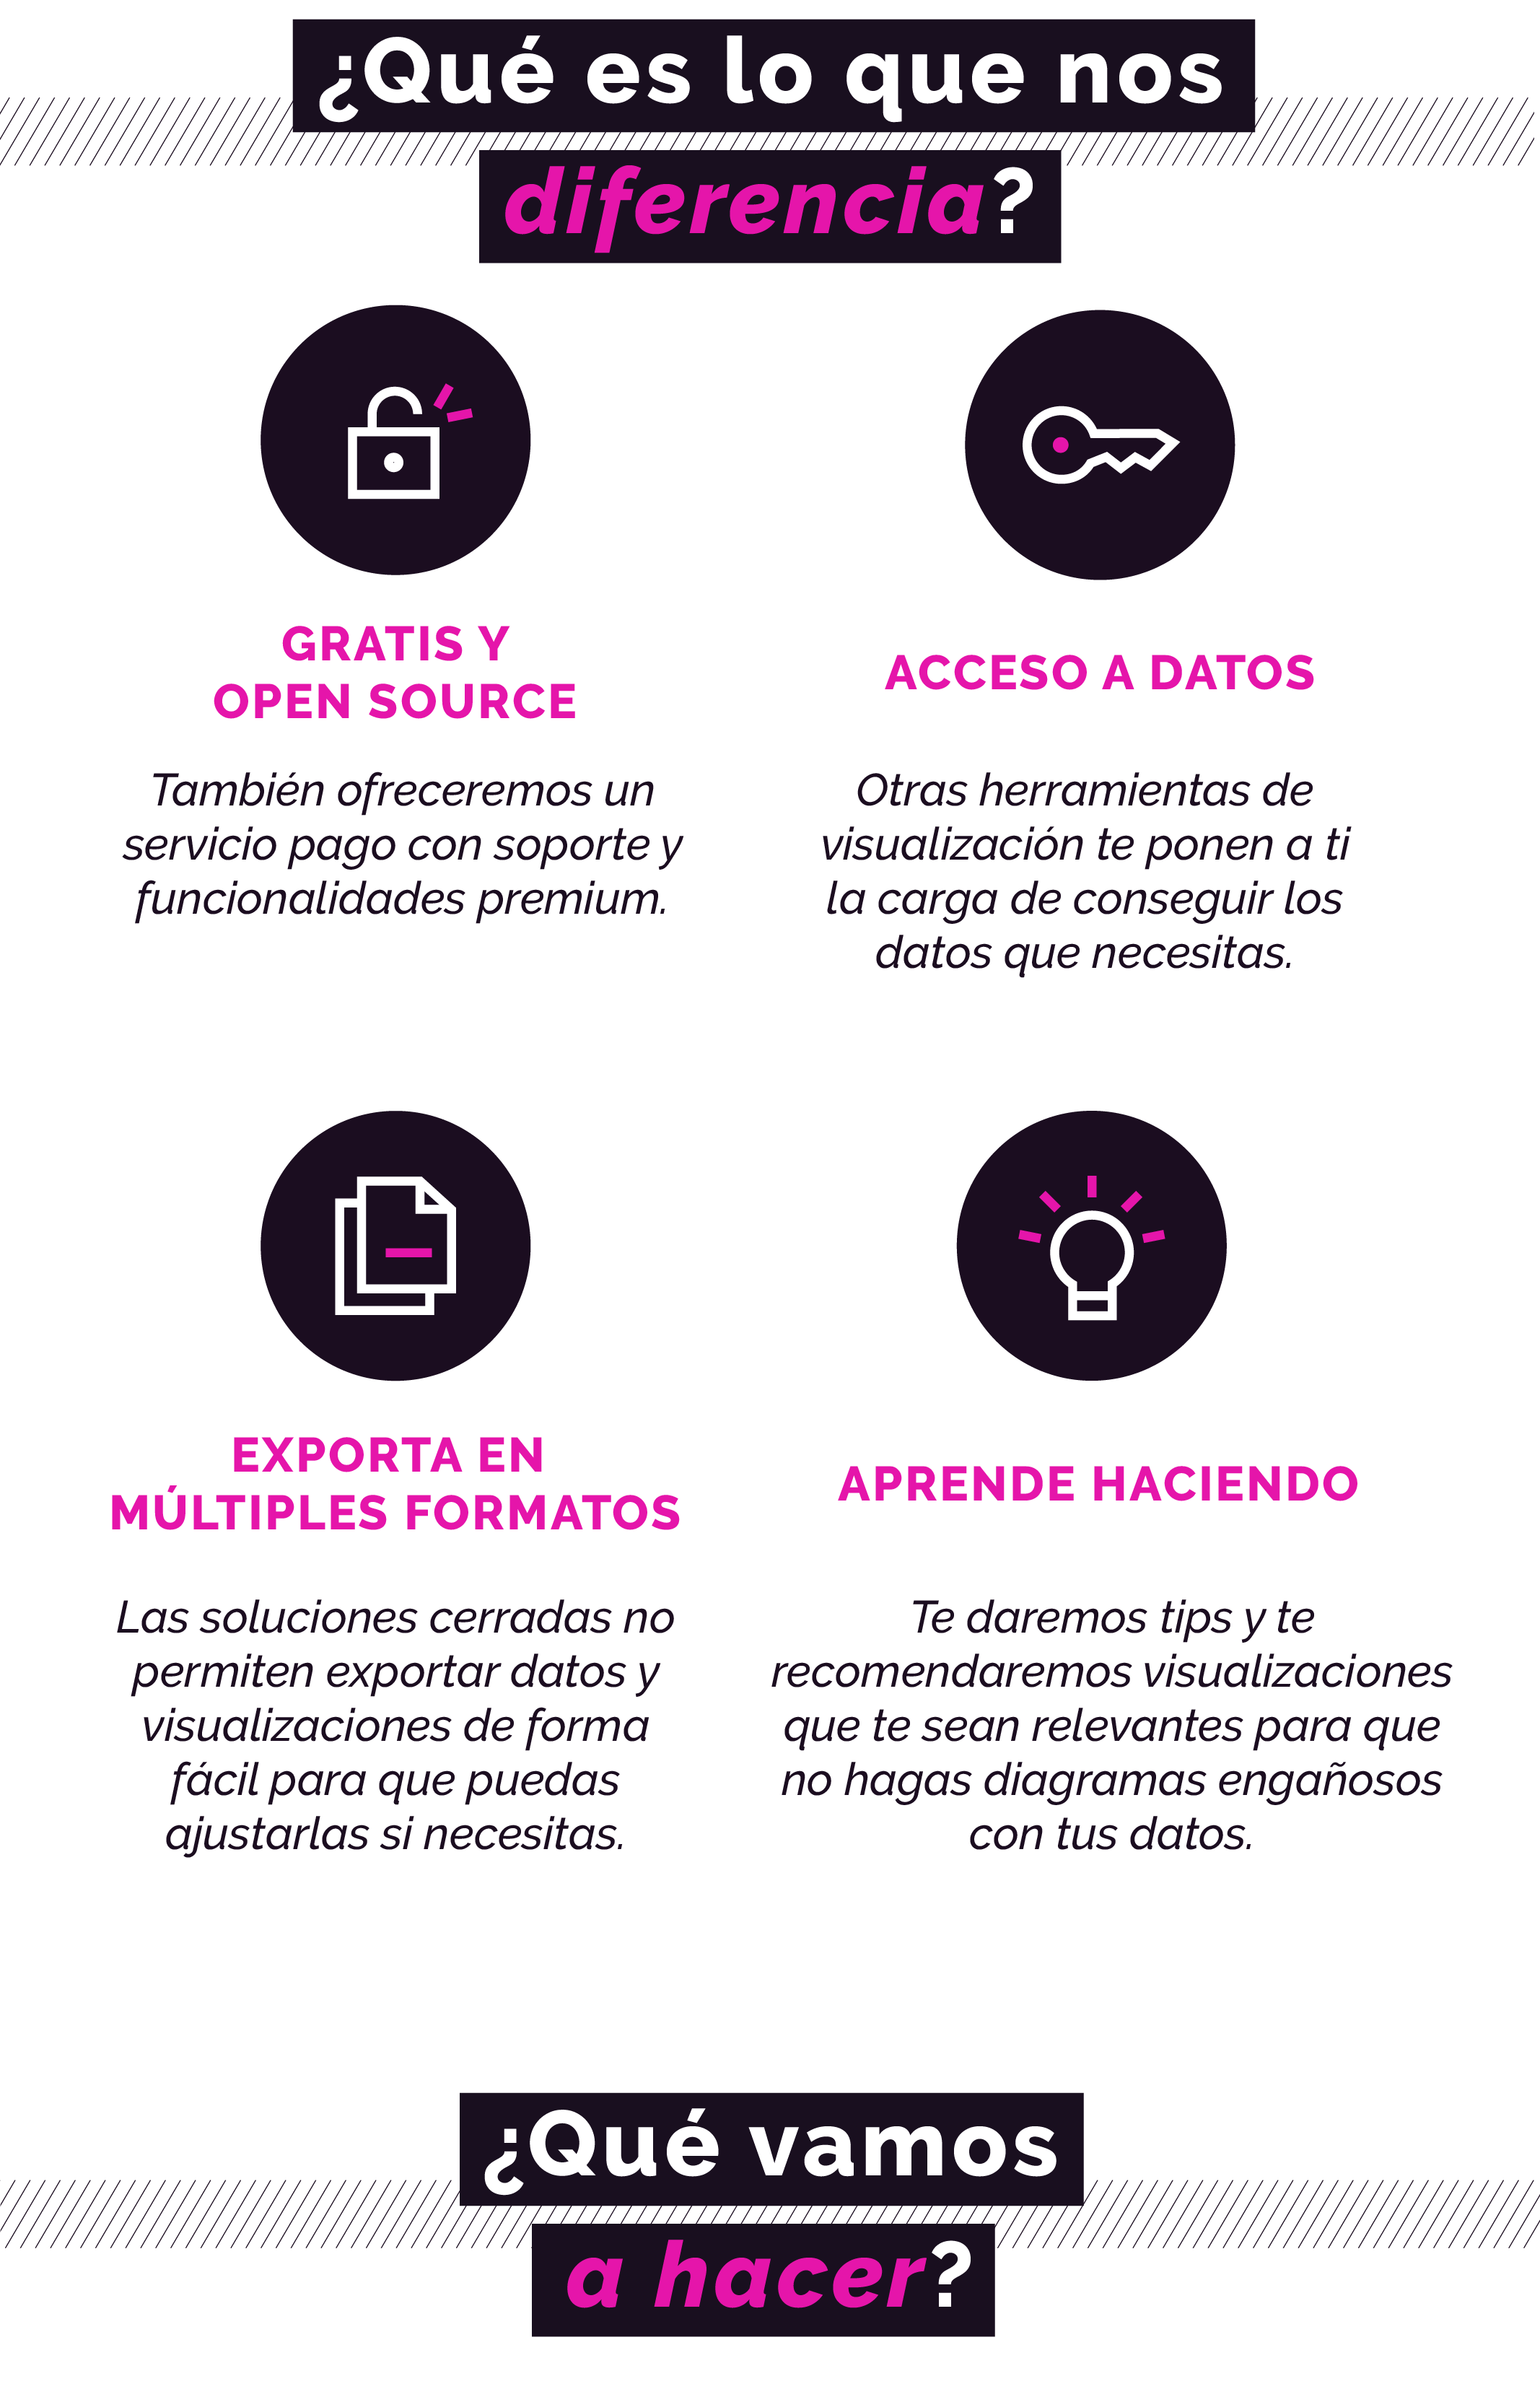 ¿Qué es lo que nos
diferencia?
GRATIS Y
OPEN SOURCE
También ofreceremos un
servicio pago con soporte y
funcionalidades premium.
ACCESO A DATOS
Otras herramientas de
visualización te ponen a ti
la carga de conseguir los
datos que necesitas.
EXPORTA EN
MÚLTIPLES FORMATOS
Las soluciones cerradas no
permiten exportar datos y
visualizaciones de forma
fácil para que puedas
ajustarlas si necesitas.
APRENDE HACIENDO
Te daremos tips y te
recomendaremos visualizaciones
que te sean relevantes para que
no hagas diagramas engañosos
con tus datos.
¿Qué vamos
a hacer?